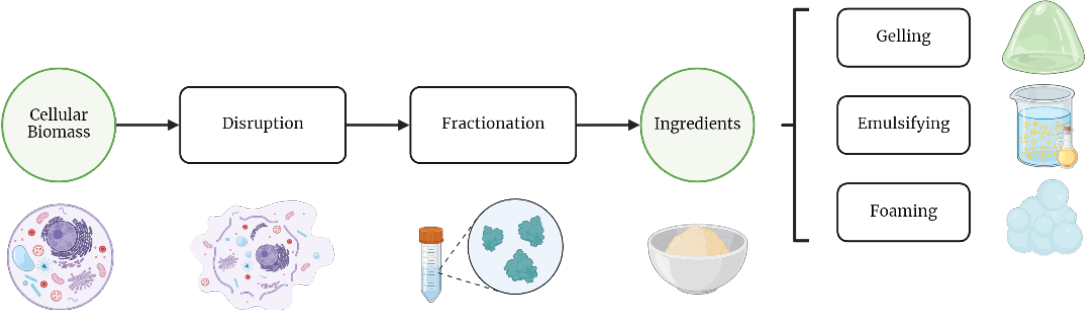 Cellular
Biomass
Disruption
Fractionation
Ingredients
Gelling
Emulsifying
Foaming